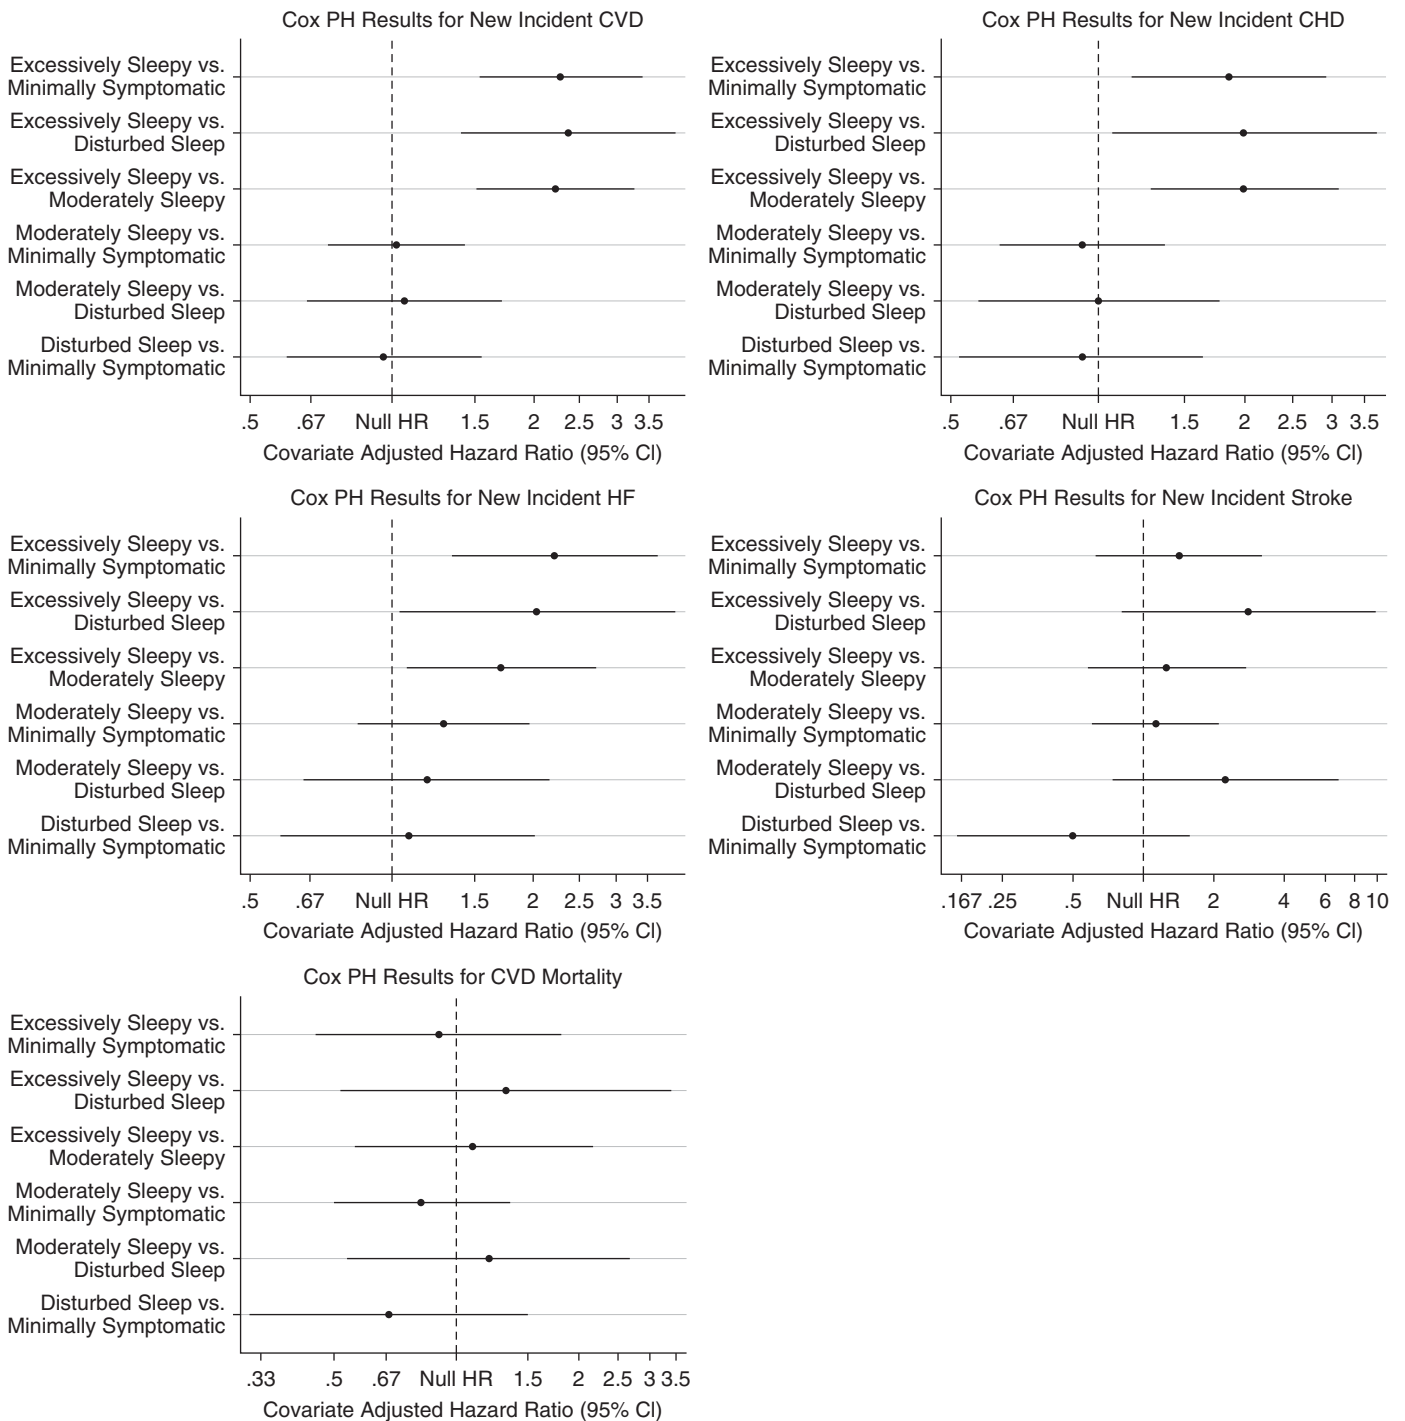 Cox PH Results for New Incident CVD
Excessively Sleepy vs.
Minimally Symptomatic
Excessively Sleepy vs.
Disturbed Sleep
Excessively Sleepy vs.
Moderately Sleepy
Moderately Sleepy vs.
Minimally Symptomatic
Moderately Sleepy vs.
Disturbed Sleep
Disturbed Sleep vs.
Minimally Symptomatic
.5 .67 Null HR 1.5 2 2.5 3 3.5
Covariate Adjusted Hazard Ratio (95% CI)
Cox PH Results for New Incident CHD
Excessively Sleepy vs.
Minimally Symptomatic
Excessively Sleepy vs.
Disturbed Sleep
Excessively Sleepy vs.
Moderately Sleepy
Moderately Sleepy vs.
Minimally Symptomatic
Moderately Sleepy vs.
Disturbed Sleep
Disturbed Sleep vs.
Minimally Symptomatic
.5 .67 Null HR 1.5 2 2.5 3 3.5
Covariate Adjusted Hazard Ratio (95% CI)
Cox PH Results for New Incident HF
Excessively Sleepy vs.
Minimally Symptomatic
Excessively Sleepy vs.
Disturbed Sleep
Excessively Sleepy vs.
Moderately Sleepy
Moderately Sleepy vs.
Minimally Symptomatic
Moderately Sleepy vs.
Disturbed Sleep
Disturbed Sleep vs.
Minimally Symptomatic
.5 .67 Null HR 1.5 2 2.5 3 3.5
Covariate Adjusted Hazard Ratio (95% CI)
Cox PH Results for New Incident Stroke
Excessively Sleepy vs.
Minimally Symptomatic
Excessively Sleepy vs.
Disturbed Sleep
Excessively Sleepy vs.
Moderately Sleepy
Moderately Sleepy vs.
Minimally Symptomatic
Moderately Sleepy vs.
Disturbed Sleep
Disturbed Sleep vs.
Minimally Symptomatic
.167 .25 .5 Null HR 2 4 6 8 10
Covariate Adjusted Hazard Ratio (95% CI)
Cox PH Results for CVD Mortality
Excessively Sleepy vs.
Minimally Symptomatic
Excessively Sleepy vs.
Disturbed Sleep
Excessively Sleepy vs.
Moderately Sleepy
Moderately Sleepy vs.
Minimally Symptomatic
Moderately Sleepy vs.
Disturbed Sleep
Disturbed Sleep vs.
Minimally Symptomatic
.33 .5 .67 Null HR 1.5 2 2.5 3 3.5
Covariate Adjusted Hazard Ratio (95% CI)